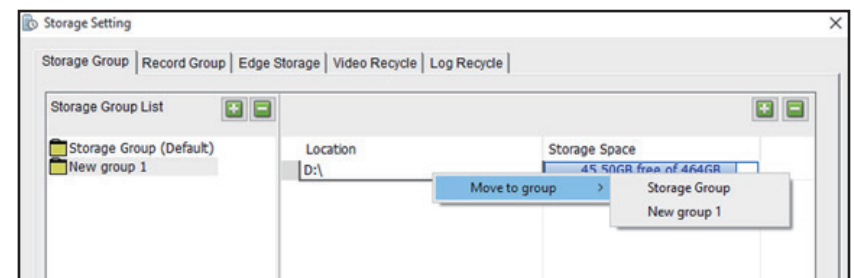 Storage Setting
Storage Group Record Group Edge Storage Video Recycle Log Recycle
Storage Group List
Storage Group (Default)
New group 1
Location Storage Space
D:\ 45.50GB free of 464GB
Move to group > Storage Group
New group 1